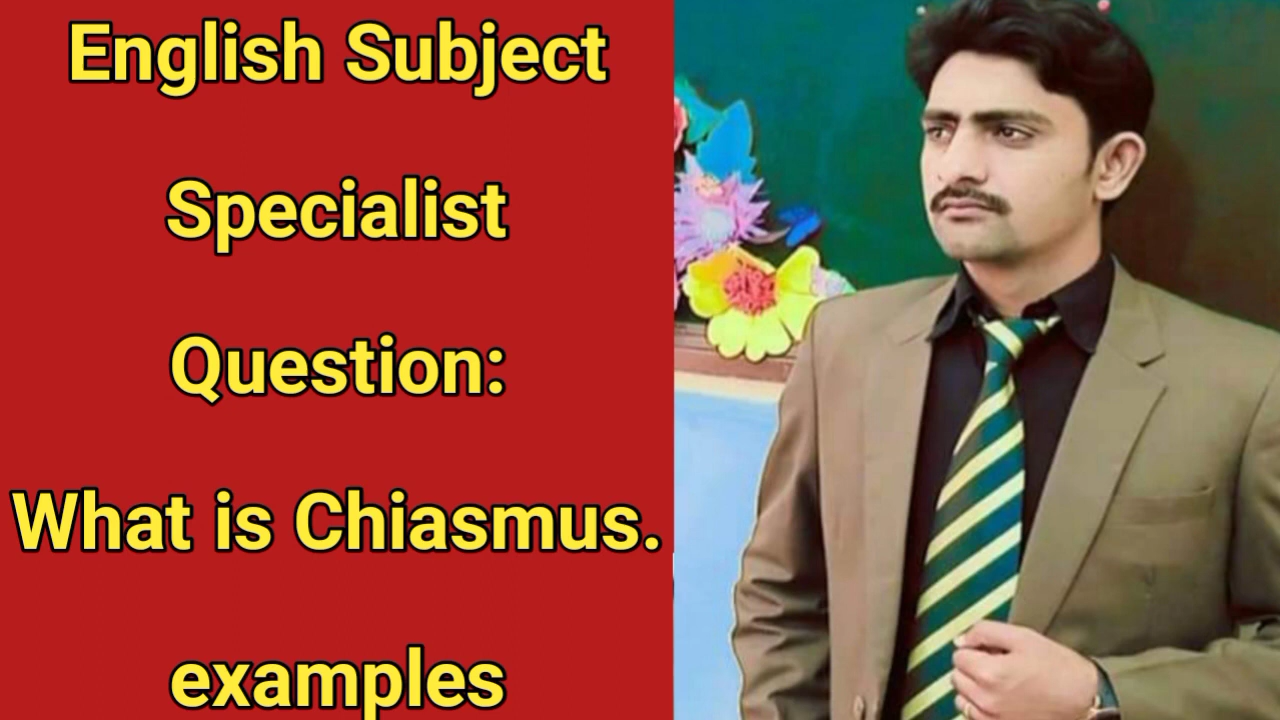 English Subject
Specialist
Question:
What is Chiasmus.
examples